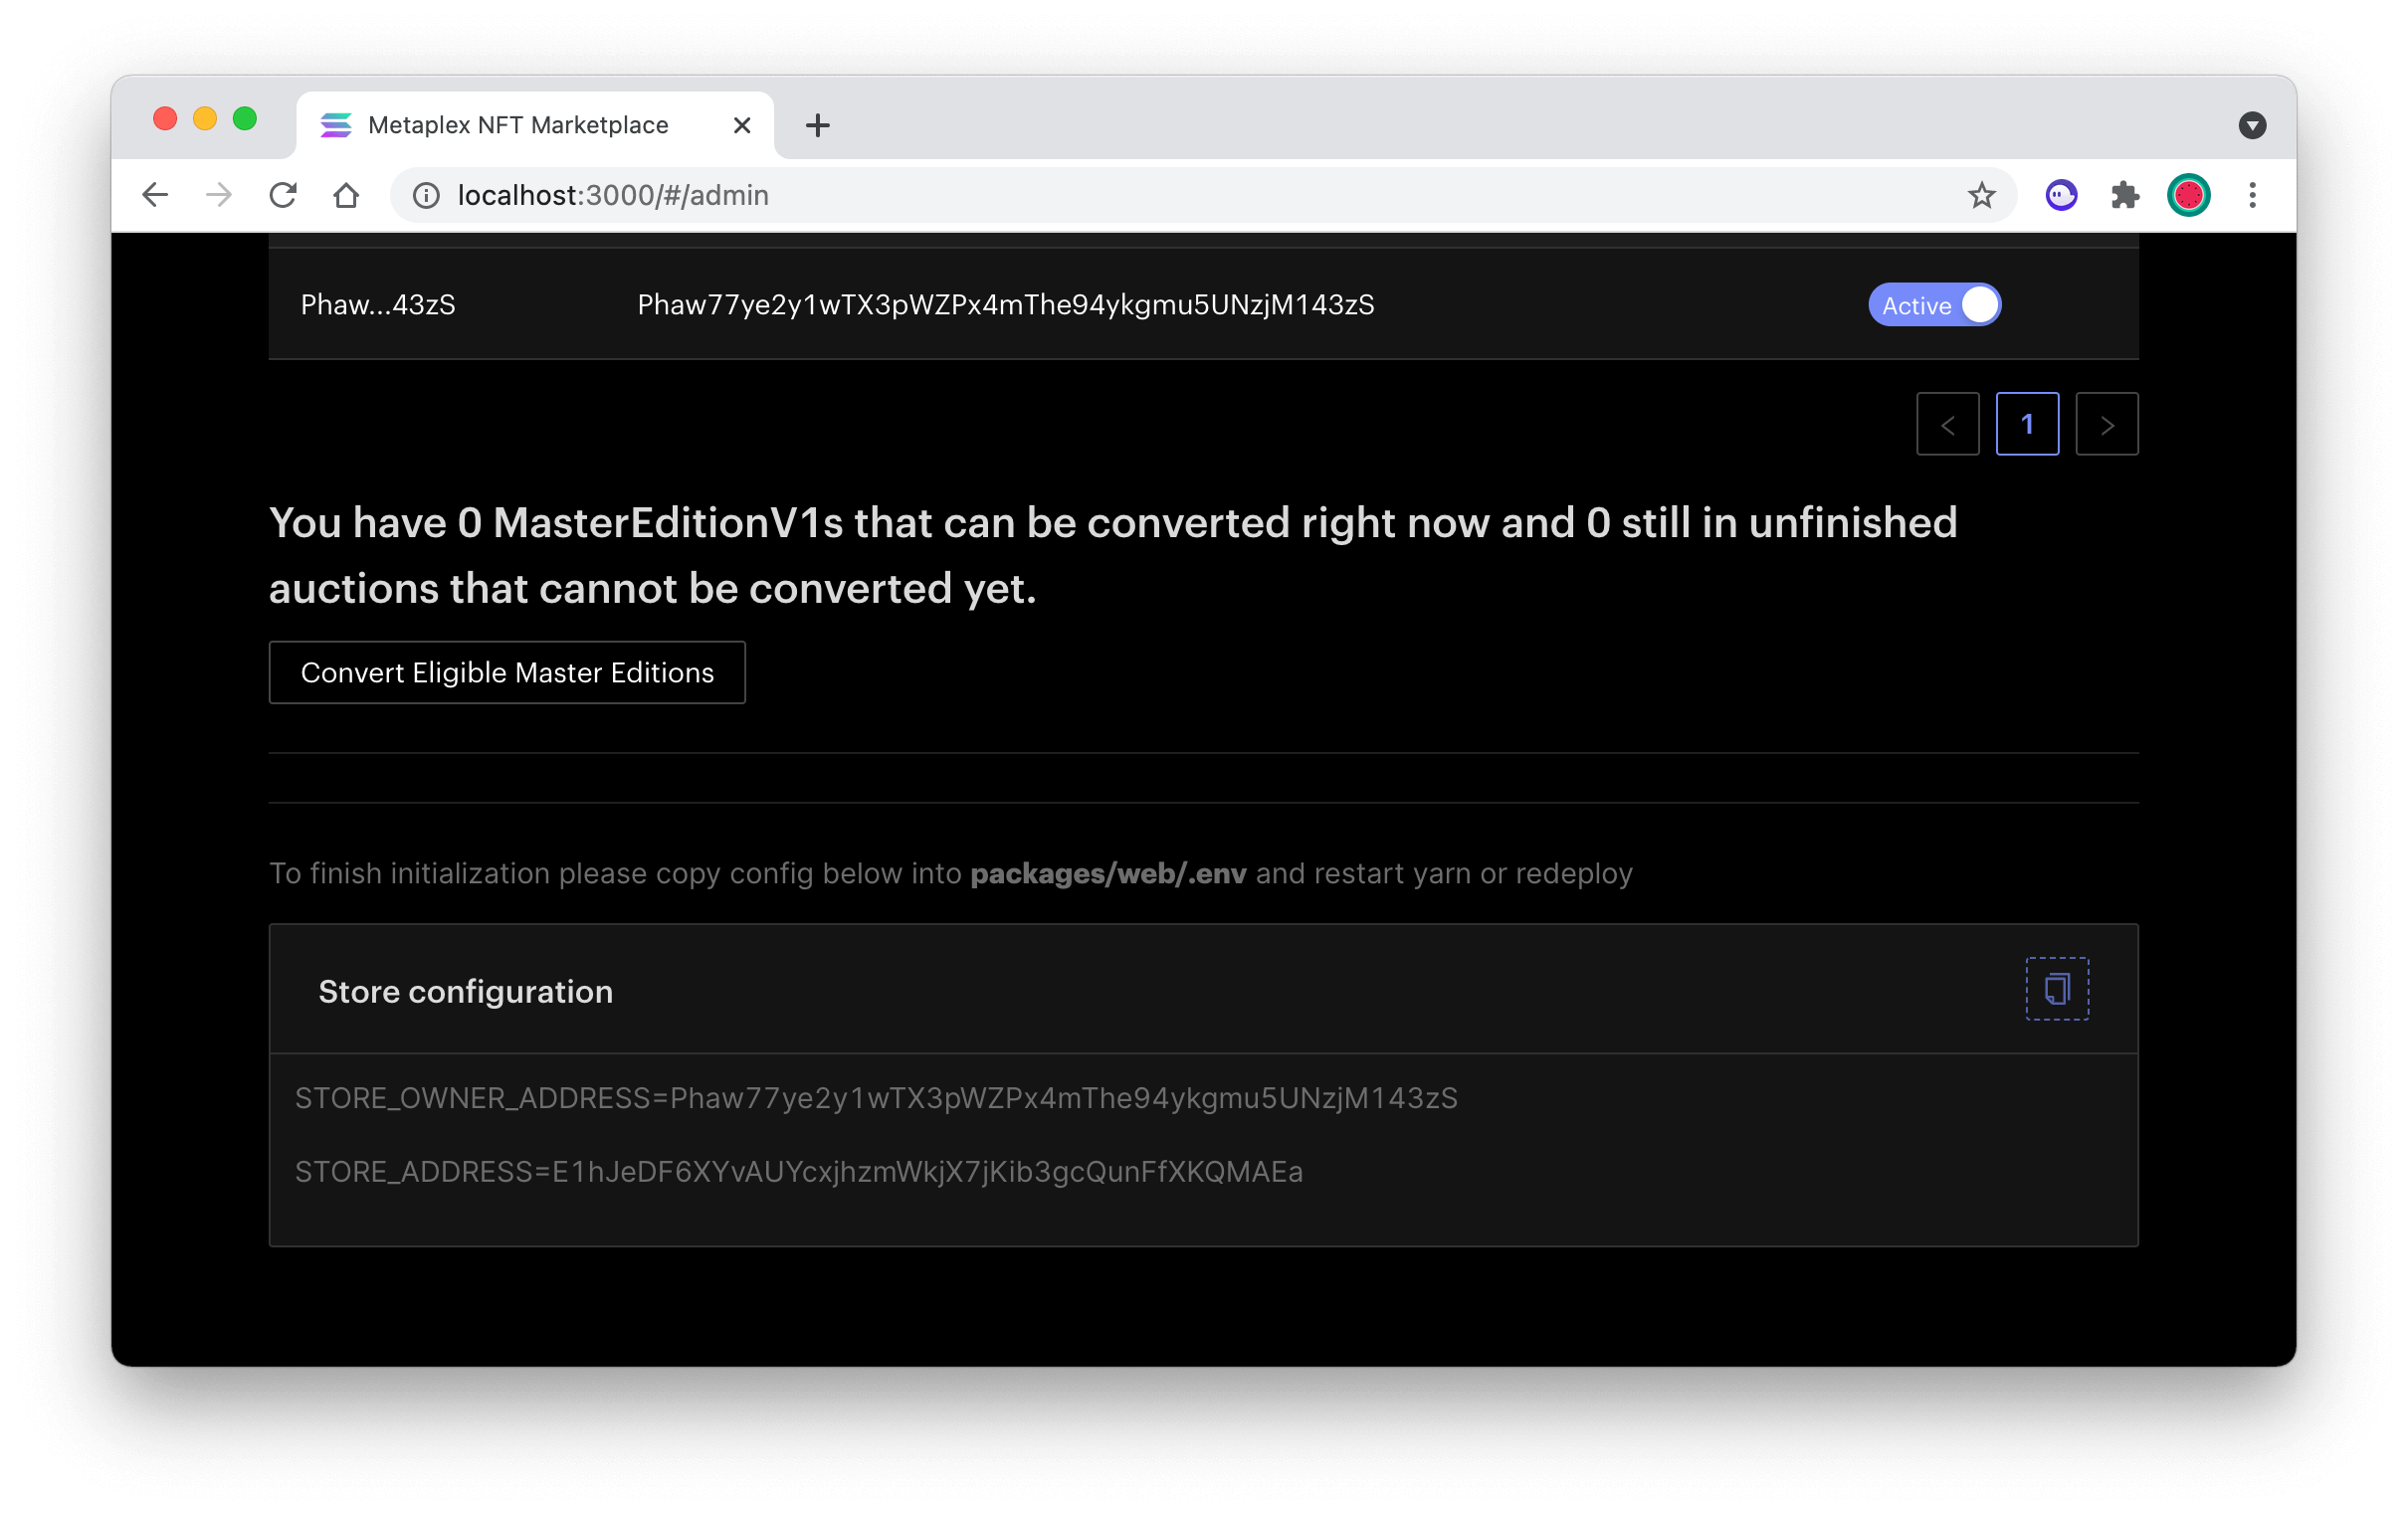 Metaplex NFT Marketplace
localhost:3000/#/admin
Phaw...43zS Phaw77ye2y1wTX3pWZPx4mThe94ykgmu5UNzjM143zS Active
< 1 >
You have 0 MasterEditionV1s that can be converted right now and 0 still in unfinished
auctions that cannot be converted yet.
Convert Eligible Master Editions
To finish initialization please copy config below into packages/web/.env and restart yarn or redeploy
Store configuration
STORE_OWNER_ADDRESS=Phaw77ye2y1wTX3pWZPx4mThe94ykgmu5UNzjM143zS
STORE_ADDRESS=E1hJeDF6XYvAUYcxjhzmWkjX7jKib3gcQunFfXKQMAEa